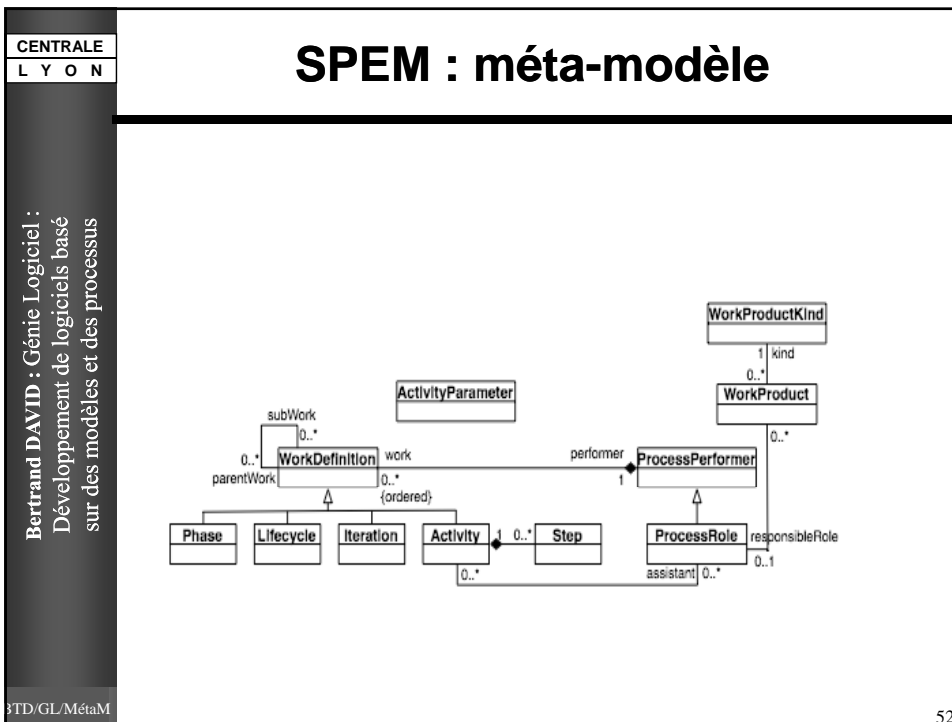 CENTRALE
L Y O N
SPEM : méta-modèle
Bertrand DAVID : Génie Logiciel :
Développement de logiciels basé
sur des modèles et des processus
WorkProductKind
1 kind
0..*
WorkProduct
0..*
ActivityParameter
subWork
0..*
0..*
parentWork
WorkDefinition
work
0..*
{ordered}
performer
1
ProcessPerformer
Phase
Lifecycle
Iteration
Activity
1 0..*
Step
ProcessRole
responsibleRole
0..1
0..*
assistant 0..*
BTD/GL/MétaM
52